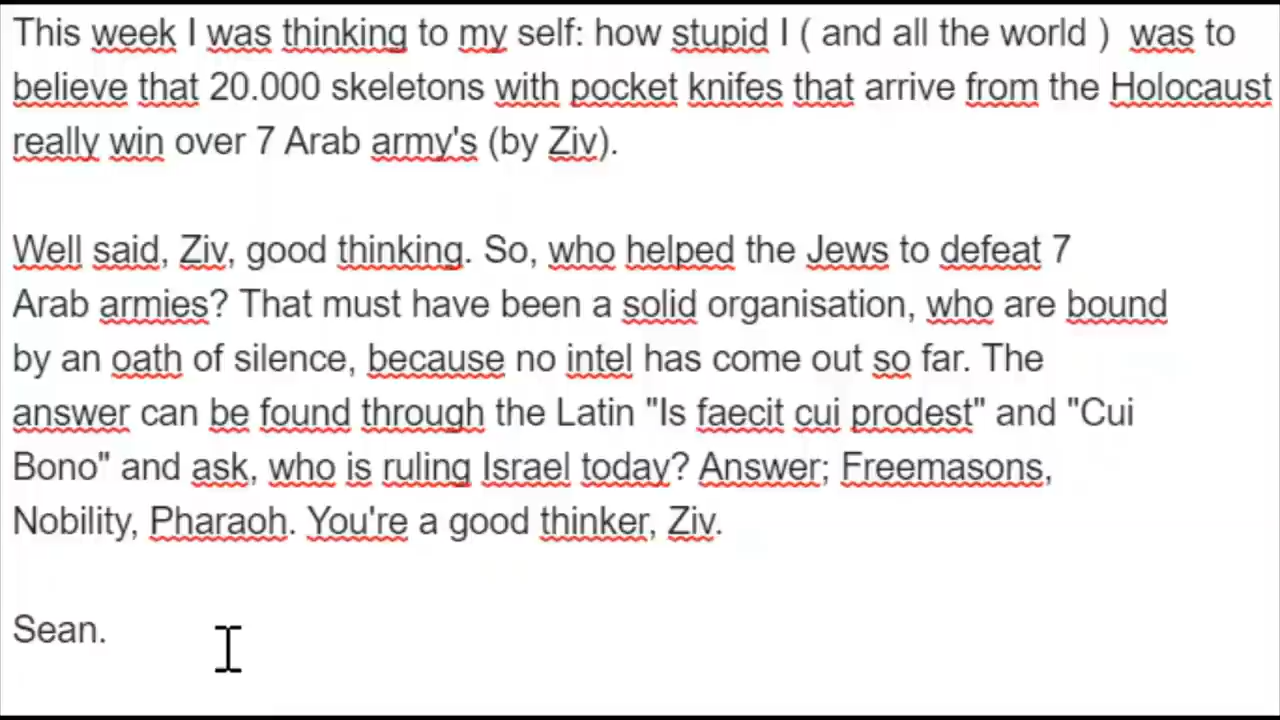 This week I was thinking to my self: how stupid I ( and all the world ) was to
believe that 20.000 skeletons with pocket knifes that arrive from the Holocaust
really win over 7 Arab army's (by Ziv).
Well said, Ziv, good thinking. So, who helped the Jews to defeat 7
Arab armies? That must have been a solid organisation, who are bound
by an oath of silence, because no intel has come out so far. The
answer can be found through the Latin "Is faecit cui prodest" and "Cui
Bono" and ask, who is ruling Israel today? Answer; Freemasons,
Nobility, Pharaoh. You're a good thinker, Ziv.
Sean.